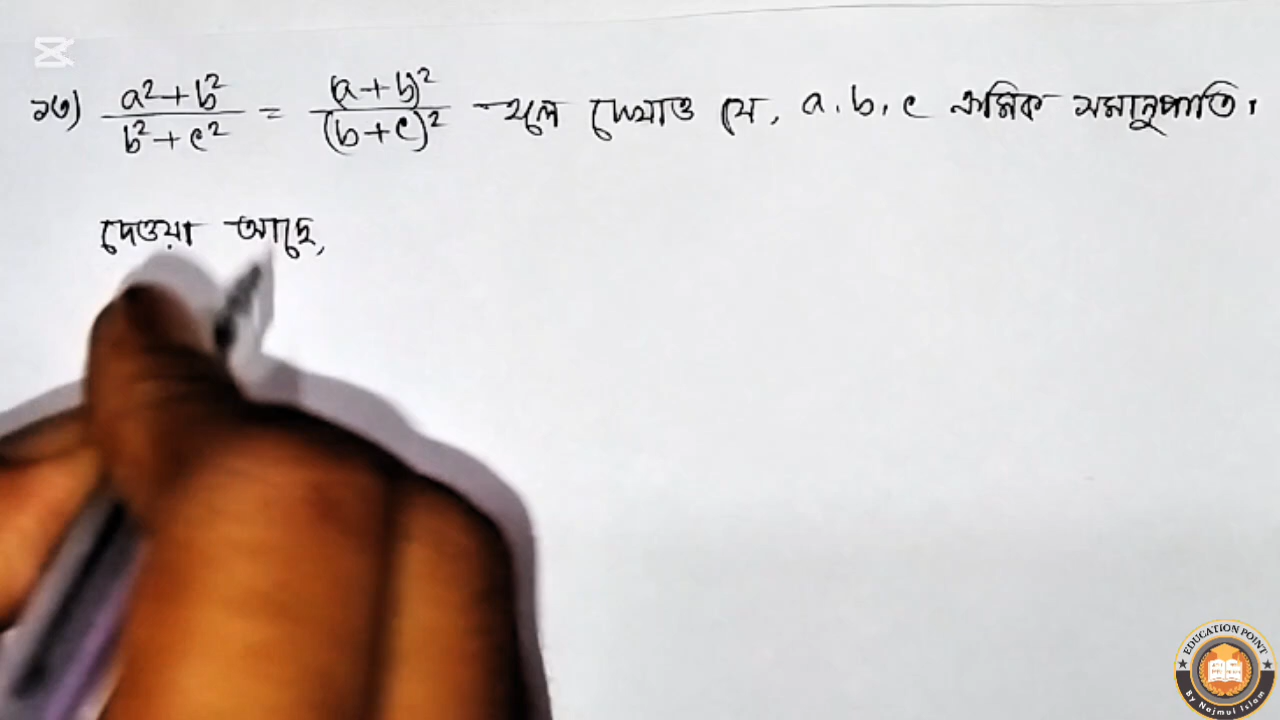 ১৩) a²+b²/b²+c² = (a+b)²/(b+c)² হলে দেখাও যে, a, b, c ক্রমিক সমানুপাতি।
দেওয়া আছে,
EDUCATION POINT
By Najmul Islam